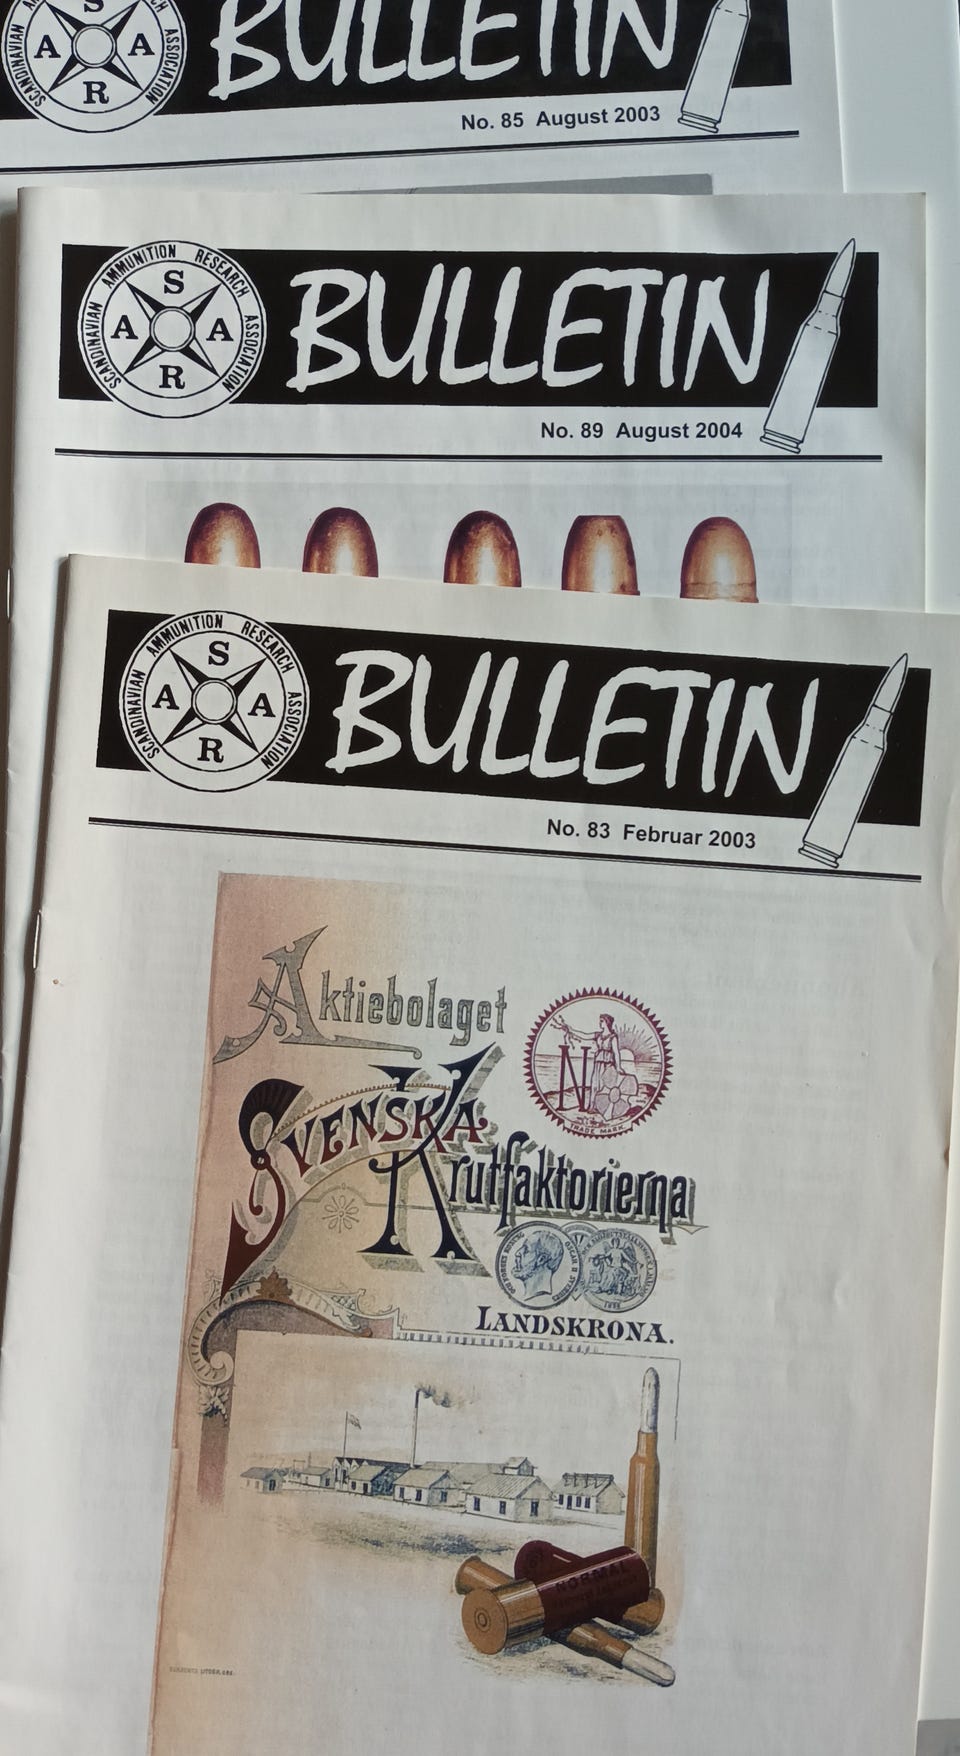 S
A A
R
SCANDINAVIAN AMMUNITION RESEARCH ASSOCIATION
BULLETIN
No. 85 August 2003
SCANDINAVIAN AMMUNITION RESEARCH ASSOCIATION
S
A A
R
BULLETIN
No. 89 August 2004
SCANDINAVIAN AMMUNITION RESEARCH ASSOCIATION
S
A A
R
BULLETIN
No. 83 Februar 2003
Aktiebolaget
N
TRADE MARK.
Svenska
Krutfaktorierna
LANDSKRONA.
NORMAL